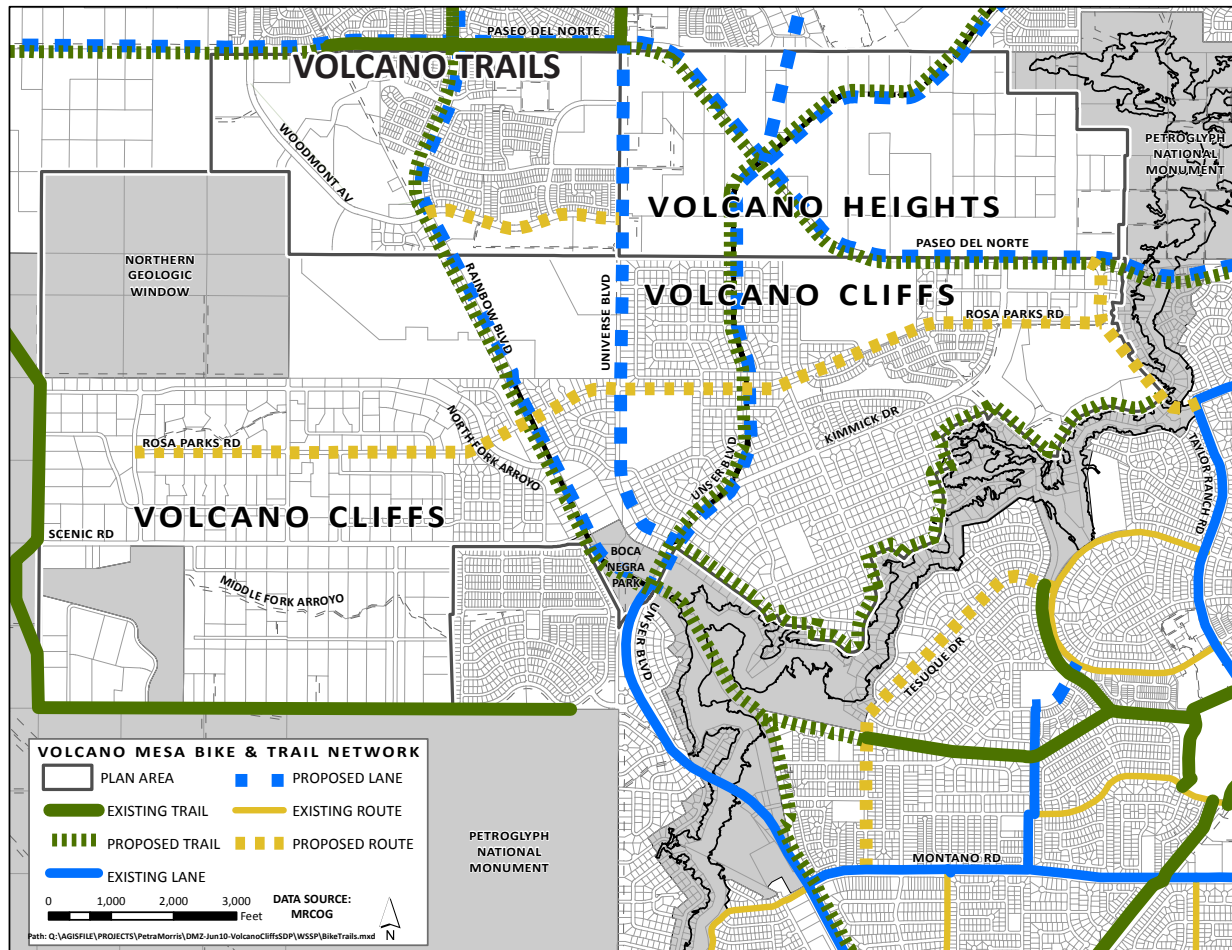 PASEO DEL NORTE
VOLCANO TRAILS
WOODMONT AV
PETROGLYPH
NATIONAL
MONUMENT
VOLCANO HEIGHTS
PASEO DEL NORTE
NORTHERN
GEOLOGIC
WINDOW
RAINBOW BLVD
UNIVERSE BLVD
VOLCANO CLIFFS
ROSA PARKS RD
KIMMICK DR
NORTH FORK ARROYO
ROSA PARKS RD
UNSER BLVD
TAYLOR RANCH RD
VOLCANO CLIFFS
SCENIC RD
BOCA
NEGRA
PARK
MIDDLE FORK ARROYO
UNSER BLVD
TESUQUE DR
VOLCANO MESA BIKE & TRAIL NETWORK
PLAN AREA
PROPOSED LANE
EXISTING TRAIL
EXISTING ROUTE
PROPOSED TRAIL
PROPOSED ROUTE
EXISTING LANE
0 1,000 2,000 3,000
Feet
DATA SOURCE:
MRCOG
N
Path: Q:\AGISFILE\PROJECTS\PetraMorris\DMZ-Jun10-VolcanoCliffsSDP\WSSP\BikeTrails.mxd
PETROGLYPH
NATIONAL
MONUMENT
MONTANO RD